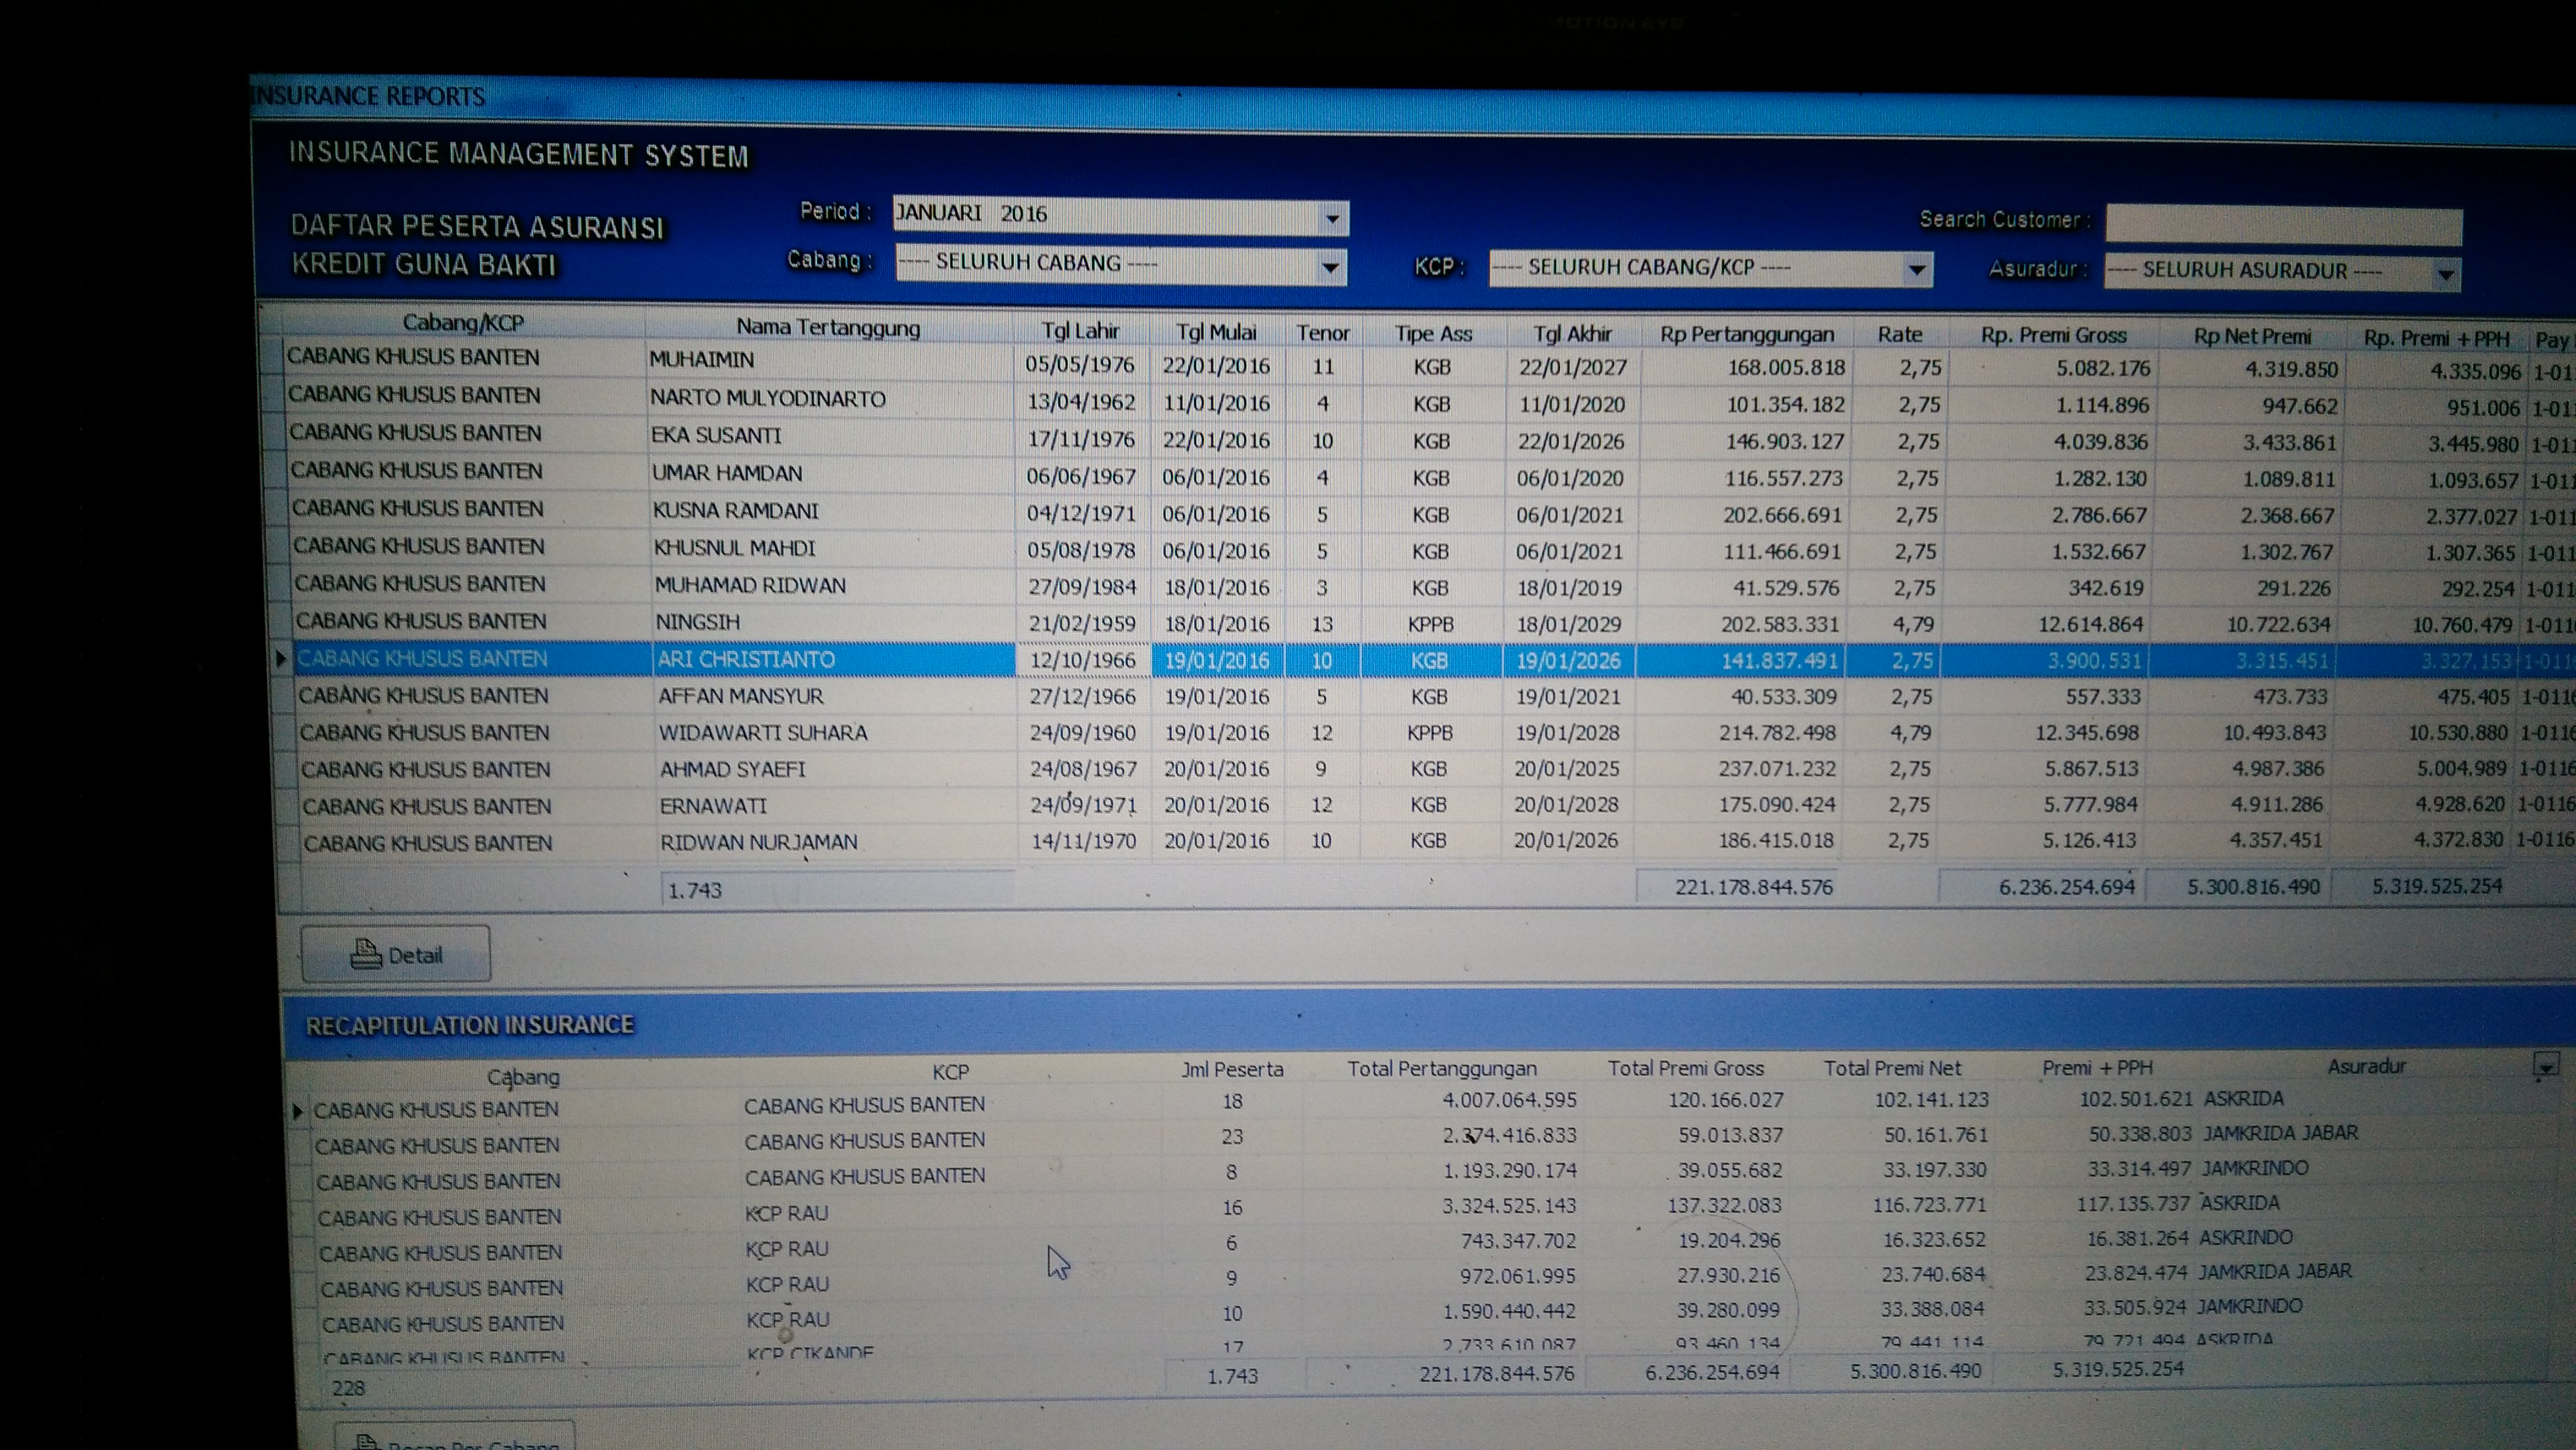 INSURANCE REPORTS
INSURANCE MANAGEMENT SYSTEM
DAFTAR PESERTA ASURANSI
KREDIT GUNA BAKTI
Period : JANUARI 2016
Search Customer :
Cabang : ---- SELURUH CABANG ----
KCP : ---- SELURUH CABANG/KCP ----
Asuradur : ---- SELURUH ASURADUR ----
Cabang/KCP Nama Tertanggung Tgl Lahir Tgl Mulai Tenor Tipe Ass Tgl Akhir Rp Pertanggungan Rate Rp. Premi Gross Rp Net Premi Rp. Premi + PPH Pay
CABANG KHUSUS BANTEN MUHAIMIN 05/05/1976 22/01/2016 11 KGB 22/01/2027 168.005.818 2,75 5.082.176 4.319.850 4.335.096 1-01
CABANG KHUSUS BANTEN NARTO MULYODINARTO 13/04/1962 11/01/2016 4 KGB 11/01/2020 101.354.182 2,75 1.114.896 947.662 951.006 1-01
CABANG KHUSUS BANTEN EKA SUSANTI 17/11/1976 22/01/2016 10 KGB 22/01/2026 146.903.127 2,75 4.039.836 3.433.861 3.445.980 1-011
CABANG KHUSUS BANTEN UMAR HAMDAN 06/06/1967 06/01/2016 4 KGB 06/01/2020 116.557.273 2,75 1.282.130 1.089.811 1.093.657 1-011
CABANG KHUSUS BANTEN KUSNA RAMDANI 04/12/1971 06/01/2016 5 KGB 06/01/2021 202.666.691 2,75 2.786.667 2.368.667 2.377.027 1-011
CABANG KHUSUS BANTEN KHUSNUL MAHDI 05/08/1978 06/01/2016 5 KGB 06/01/2021 111.466.691 2,75 1.532.667 1.302.767 1.307.365 1-011
CABANG KHUSUS BANTEN MUHAMAD RIDWAN 27/09/1984 18/01/2016 3 KGB 18/01/2019 41.529.576 2,75 342.619 291.226 292.254 1-011
CABANG KHUSUS BANTEN NINGSIH 21/02/1959 18/01/2016 13 KPPB 18/01/2029 202.583.331 4,79 12.614.864 10.722.634 10.760.479 1-011
CABANG KHUSUS BANTEN ARI CHRISTIANTO 12/10/1966 19/01/2016 10 KGB 19/01/2026 141.837.491 2,75 3.900.531 3.315.451 3.327.153 1-011
CABANG KHUSUS BANTEN AFFAN MANSYUR 27/12/1966 19/01/2016 5 KGB 19/01/2021 40.533.309 2,75 557.333 473.733 475.405 1-0116
CABANG KHUSUS BANTEN WIDAWARTI SUHARA 24/09/1960 19/01/2016 12 KPPB 19/01/2028 214.782.498 4,79 12.345.698 10.493.843 10.530.880 1-0116
CABANG KHUSUS BANTEN AHMAD SYAEFI 24/08/1967 20/01/2016 9 KGB 20/01/2025 237.071.232 2,75 5.867.513 4.987.386 5.004.989 1-0116
CABANG KHUSUS BANTEN ERNAWATI 24/09/1971 20/01/2016 12 KGB 20/01/2028 175.090.424 2,75 5.777.984 4.911.286 4.928.620 1-0116
CABANG KHUSUS BANTEN RIDWAN NURJAMAN 14/11/1970 20/01/2016 10 KGB 20/01/2026 186.415.018 2,75 5.126.413 4.357.451 4.372.830 1-0116
1.743 221.178.844.576 6.236.254.694 5.300.816.490 5.319.525.254
Detail
RECAPITULATION INSURANCE
Cabang KCP Jml Peserta Total Pertanggungan Total Premi Gross Total Premi Net Premi + PPH Asuradur
CABANG KHUSUS BANTEN CABANG KHUSUS BANTEN 18 4.007.064.595 120.166.027 102.141.123 102.501.621 ASKRIDA
CABANG KHUSUS BANTEN CABANG KHUSUS BANTEN 23 2.374.416.833 59.013.837 50.161.761 50.338.803 JAMKRIDA JABAR
CABANG KHUSUS BANTEN CABANG KHUSUS BANTEN 8 1.193.290.174 39.055.682 33.197.330 33.314.497 JAMKRINDO
CABANG KHUSUS BANTEN KCP RAU 16 3.324.525.143 137.322.083 116.723.771 117.135.737 ASKRIDA
CABANG KHUSUS BANTEN KCP RAU 6 743.347.702 19.204.296 16.323.652 16.381.264 ASKRINDO
CABANG KHUSUS BANTEN KCP RAU 9 972.061.995 27.930.216 23.740.684 23.824.474 JAMKRIDA JABAR
CABANG KHUSUS BANTEN KCP RAU 10 1.590.440.442 39.280.099 33.388.084 33.505.924 JAMKRINDO
CABANG KHUSUS BANTEN KCP CIKANDE 17 2.733.610.087 93.460.134 79.441.114 79.721.494 ASKRIDA
228 1.743 221.178.844.576 6.236.254.694 5.300.816.490 5.319.525.254
Recap Per Cabang